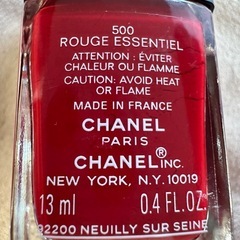 500
ROUGE ESSENTIEL
ATTENTION : ÉVITER
CHALEUR OU FLAMME
CAUTION: AVOID HEAT
OR FLAME
MADE IN FRANCE
CHANEL
PARIS
CHANEL® INC.
NEW YORK, N.Y. 10019
13 ml 0.4 FL.OZ.
92200 NEUILLY SUR SEINE